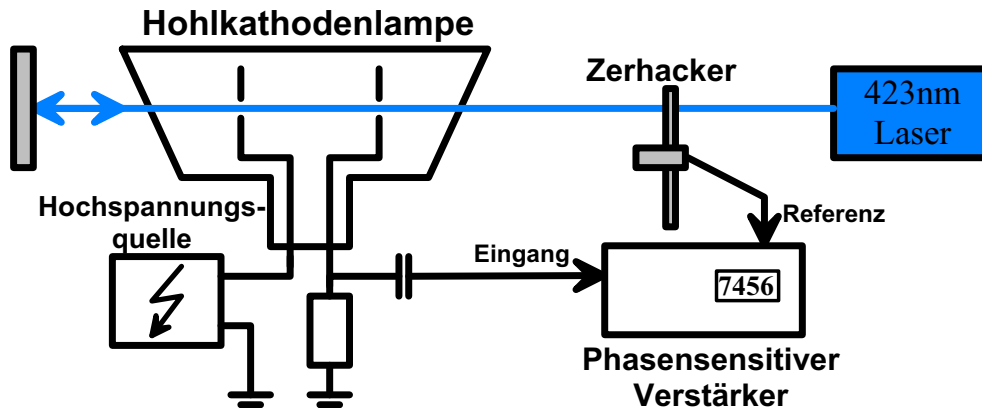 Hohlkathodenlampe
Zerhacker
423nm
Laser
Hochspannungs-
quelle
Referenz
Eingang
7456
Phasensensitiver
Verstärker